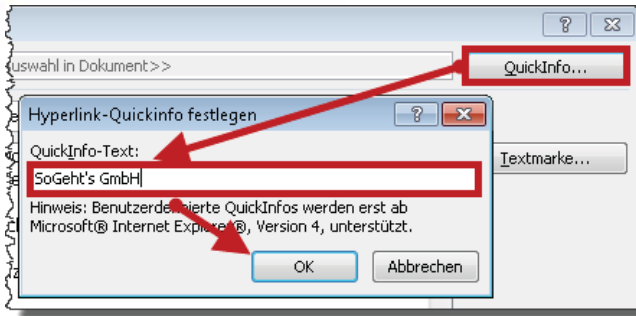 uswahl in Dokument>>
QuickInfo...
Hyperlink-Quickinfo festlegen
QuickInfo-Text:
SoGeht's GmbH
Textmarke...
Hinweis: Benutzerdefinierte QuickInfos werden erst ab
Microsoft® Internet Explorer®, Version 4, unterstützt.
OK
Abbrechen